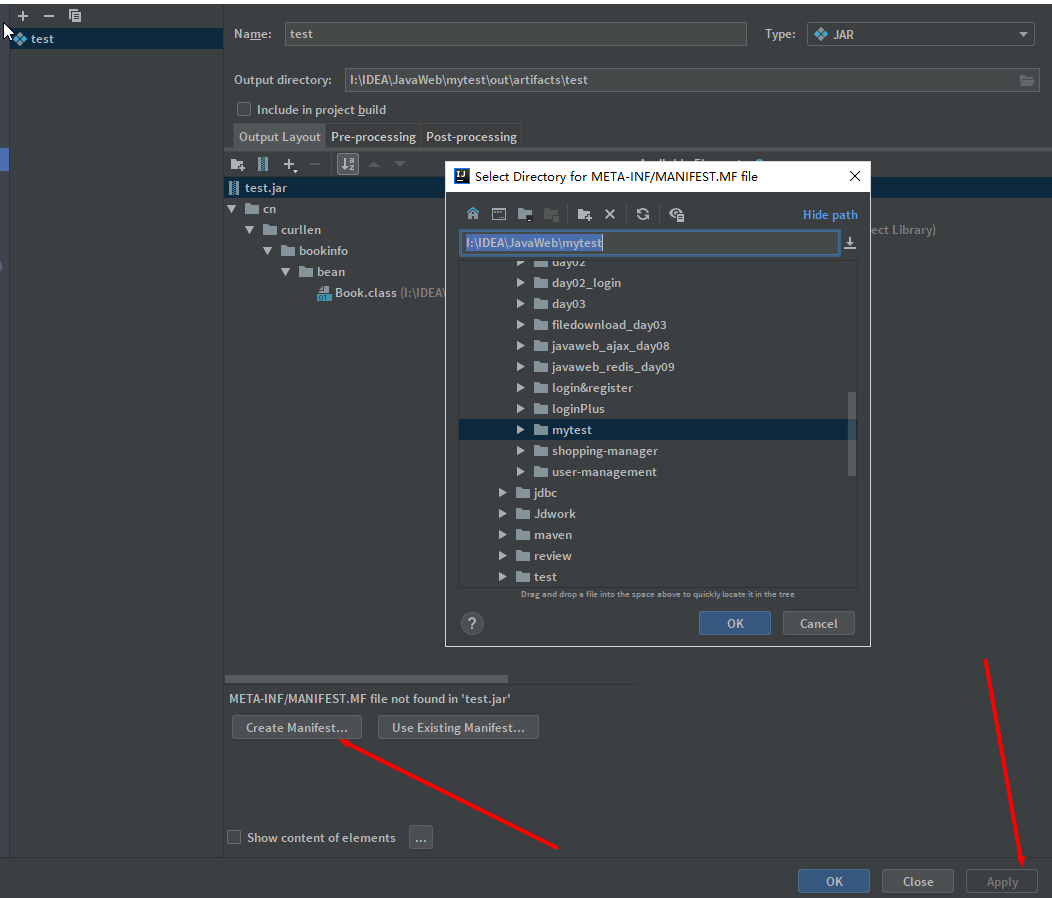 test
Name: test Type: JAR
Output directory: I:\IDEA\JavaWeb\mytest\out\artifacts\test
Include in project build
Output Layout Pre-processing Post-processing
test.jar
cn
curllen
bookinfo
bean
Book.class (I:\IDEA\
ect Library)
Select Directory for META-INF/MANIFEST.MF file
Hide path
I:\IDEA\JavaWeb\mytest
day02
day02_login
day03
filedownload_day03
javaweb_ajax_day08
javaweb_redis_day09
login&register
loginPlus
mytest
shopping-manager
user-management
jdbc
Jdwork
maven
review
test
Drag and drop a file into the space above to quickly locate it in the tree
? OK Cancel
META-INF/MANIFEST.MF file not found in 'test.jar'
Create Manifest... Use Existing Manifest...
Show content of elements ...
OK Close Apply